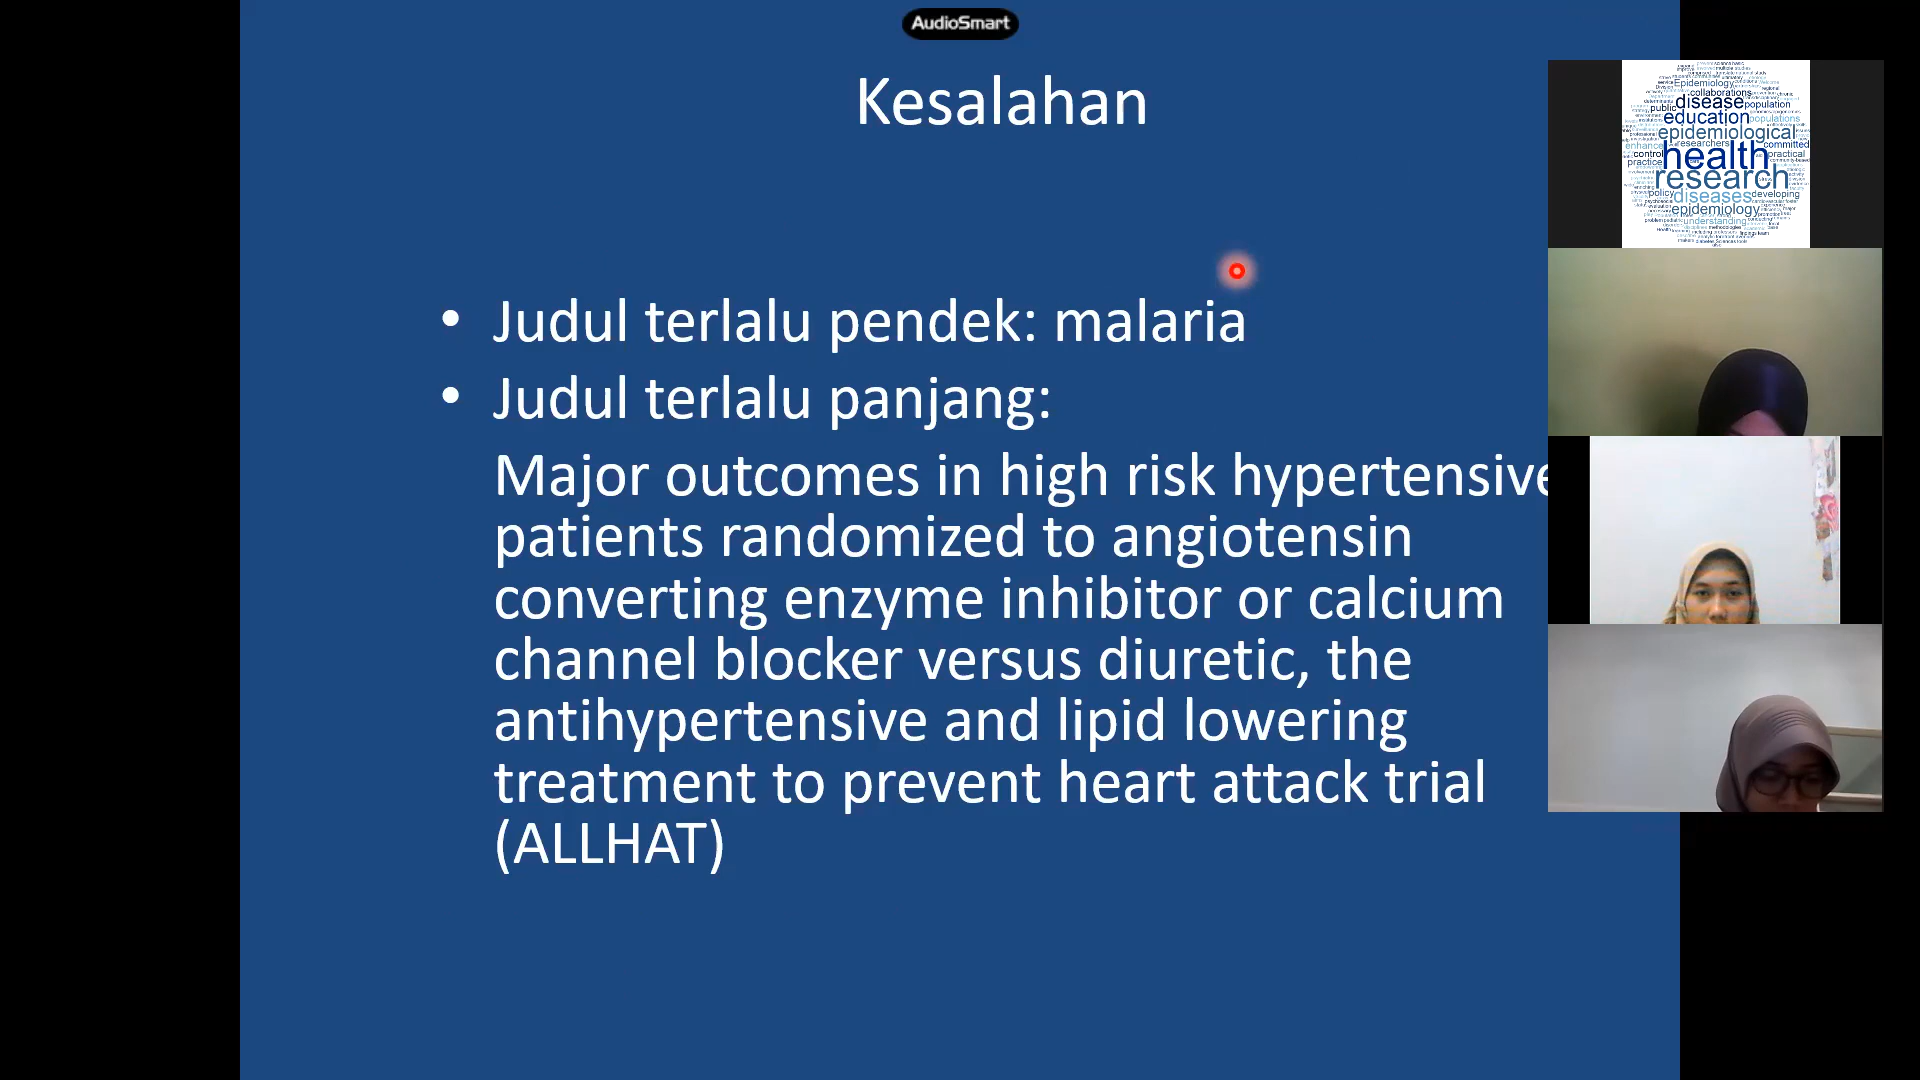 AudioSmart
Kesalahan
• Judul terlalu pendek: malaria
• Judul terlalu panjang:
Major outcomes in high risk hypertensive
patients randomized to angiotensin
converting enzyme inhibitor or calcium
channel blocker versus diuretic, the
antihypertensive and lipid lowering
treatment to prevent heart attack trial
(ALLHAT)
Epidemiology
collaborations
disease
public
population
education
populations
epidemiological
enhance
researchers
committed
control
health
practical
practice
research
policy
diseases
developing
epidemiology
understanding